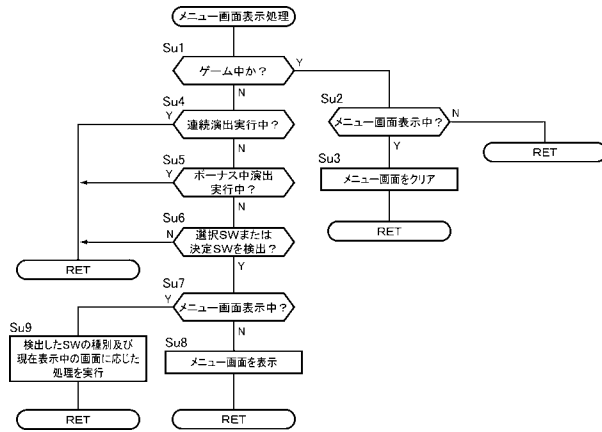 メニュー画面表示処理
Su1
ゲーム中か？
Y
N
Su2
メニュー画面表示中？
N
Y
RET
Su3
メニュー画面をクリア
RET
Su4
Y
連続演出実行中？
N
Su5
Y
ボーナス中演出
実行中？
N
Su6
N
選択SWまたは
決定SWを検出？
Y
RET
Su7
Y
メニュー画面表示中？
N
Su9
検出したSWの種別及び
現在表示中の画面に応じた
処理を実行
Su8
メニュー画面を表示
RET
RET